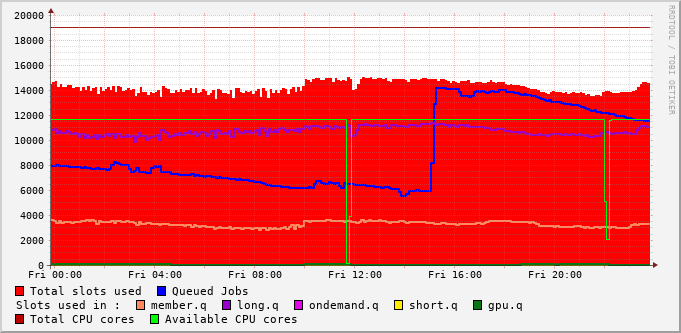 20000
18000
16000
14000
12000
10000
8000
6000
4000
2000
0
Fri 00:00 Fri 04:00 Fri 08:00 Fri 12:00 Fri 16:00 Fri 20:00
RRDTOOL / TOBI OETIKER
Total slots used Queued Jobs
Slots used in : member.q long.q ondemand.q short.q gpu.q
Total CPU cores Available CPU cores